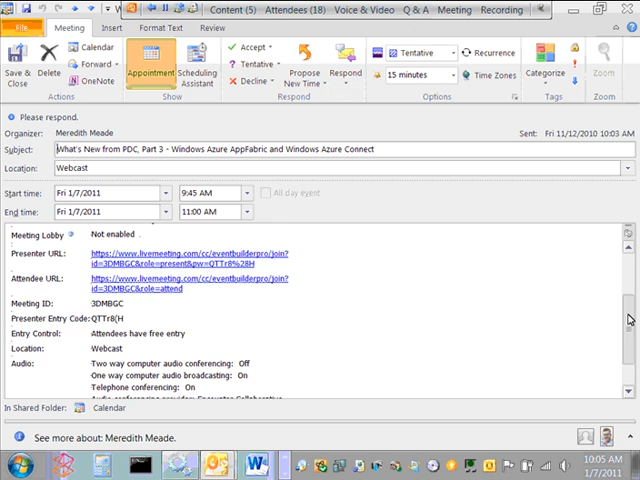 Content (5) Attendees (18) Voice & Video Q & A Meeting Recording
File Meeting Insert Format Text Review
Save & Close
Delete
Calendar
Forward
OneNote
Actions
Appointment
Scheduling Assistant
Show
Accept
Tentative
Decline
Propose New Time
Respond
Respond
Tentative
15 minutes
Recurrence
Time Zones
Options
Categorize
Tags
Zoom
Zoom
Please respond.
Organizer: Meredith Meade Sent: Fri 11/12/2010 10:03 AM
Subject: What's New from PDC, Part 3 - Windows Azure AppFabric and Windows Azure Connect
Location: Webcast
Start time: Fri 1/7/2011 9:45 AM All day event
End time: Fri 1/7/2011 11:00 AM
Meeting Lobby Not enabled .
Presenter URL: https://www.livemeeting.com/cc/eventbuilderpro/join?
id=3DMBGC&role=present&pw=QTTr8%28H
Attendee URL: https://www.livemeeting.com/cc/eventbuilderpro/join?
id=3DMBGC&role=attend
Meeting ID: 3DMBGC
Presenter Entry Code: QTTr8(H
Entry Control: Attendees have free entry
Location: Webcast
Audio: Two way computer audio conferencing: Off
One way computer audio broadcasting: On
Telephone conferencing: On
In Shared Folder: Calendar
See more about: Meredith Meade.
10:05 AM
1/7/2011